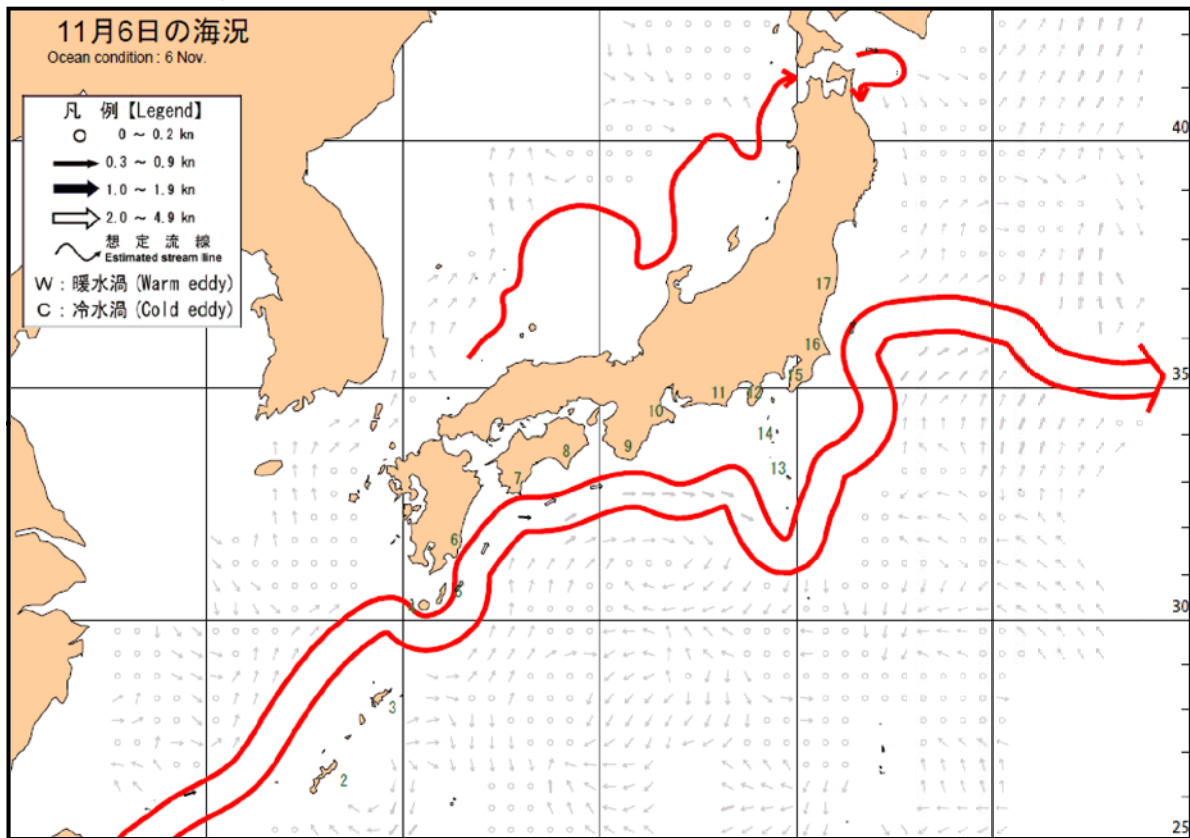 11月6日の海況
Ocean condition : 6 Nov.
凡 例【Legend】
0 ～ 0.2 kn
0.3 ～ 0.9 kn
1.0 ～ 1.9 kn
2.0 ～ 4.9 kn
想 定 流 線
Estimated stream line
W : 暖水渦 (Warm eddy)
C : 冷水渦 (Cold eddy)
40
17
16
35
15
12
11
10
14
9
8
13
7
6
5
30
3
2
25